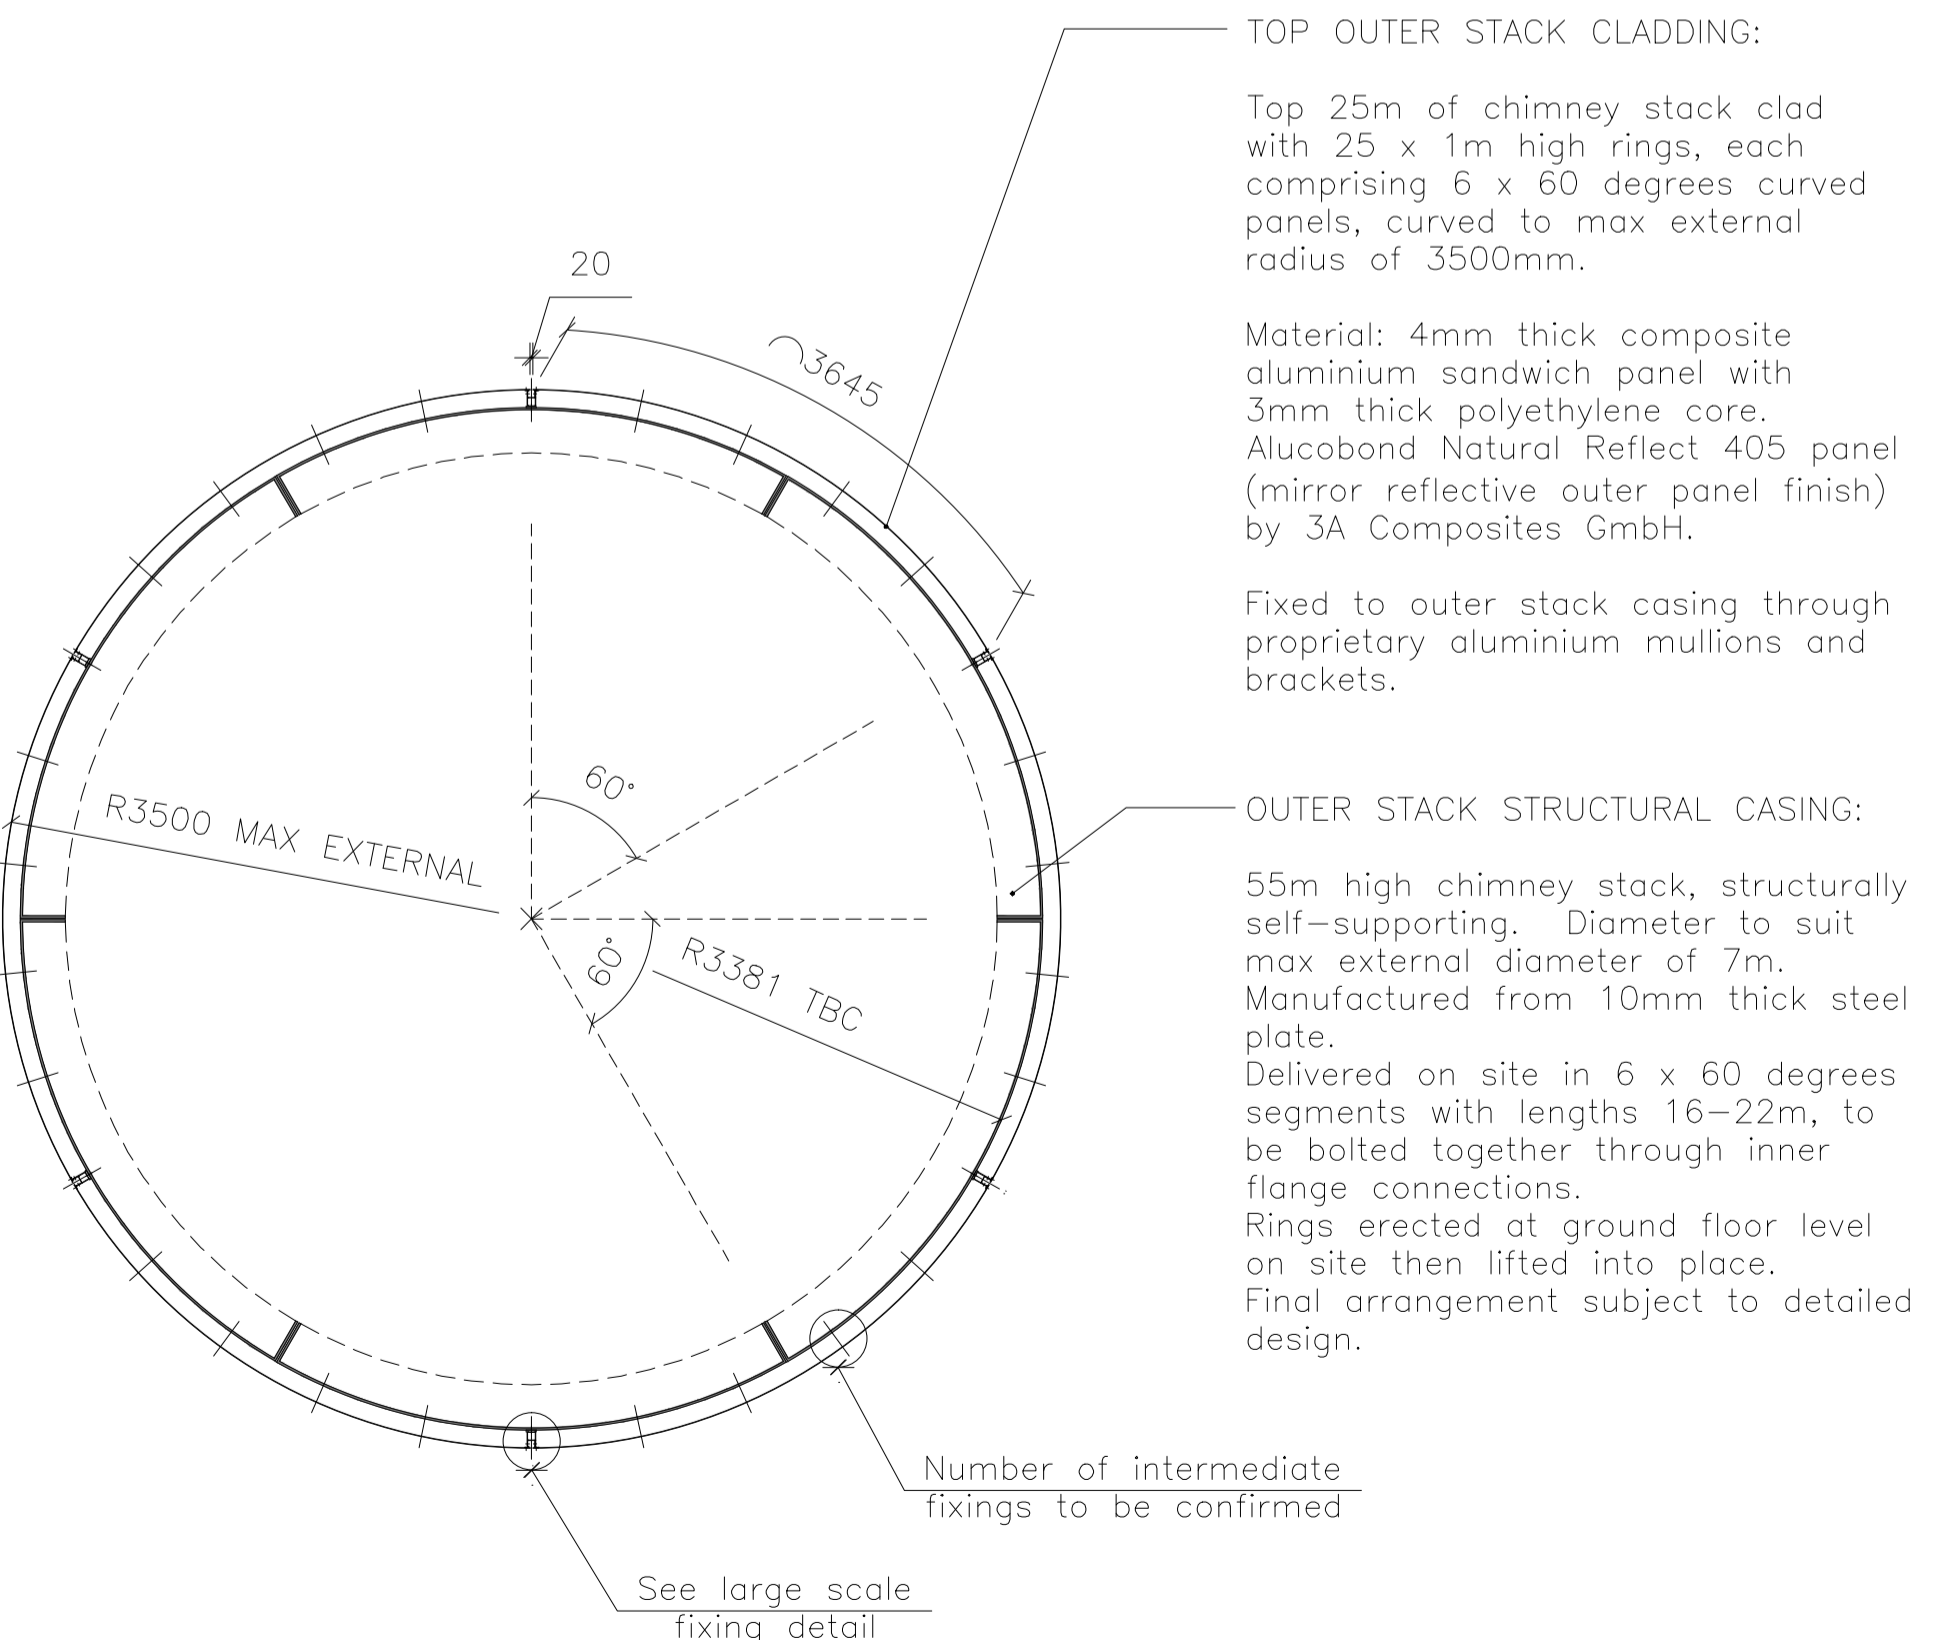 TOP OUTER STACK CLADDING:
Top 25m of chimney stack clad
with 25 x 1m high rings, each
comprising 6 x 60 degrees curved
panels, curved to max external
radius of 3500mm.
Material: 4mm thick composite
aluminium sandwich panel with
3mm thick polyethylene core.
Alucobond Natural Reflect 405 panel
(mirror reflective outer panel finish)
by 3A Composites GmbH.
Fixed to outer stack casing through
proprietary aluminium mullions and
brackets.
20
3645
60°
R3500 MAX EXTERNAL
60°
R3381 TBC
OUTER STACK STRUCTURAL CASING:
55m high chimney stack, structurally
self-supporting. Diameter to suit
max external diameter of 7m.
Manufactured from 10mm thick steel
plate.
Delivered on site in 6 x 60 degrees
segments with lengths 16-22m, to
be bolted together through inner
flange connections.
Rings erected at ground floor level
on site then lifted into place.
Final arrangement subject to detailed
design.
Number of intermediate
fixings to be confirmed
See large scale
fixing detail